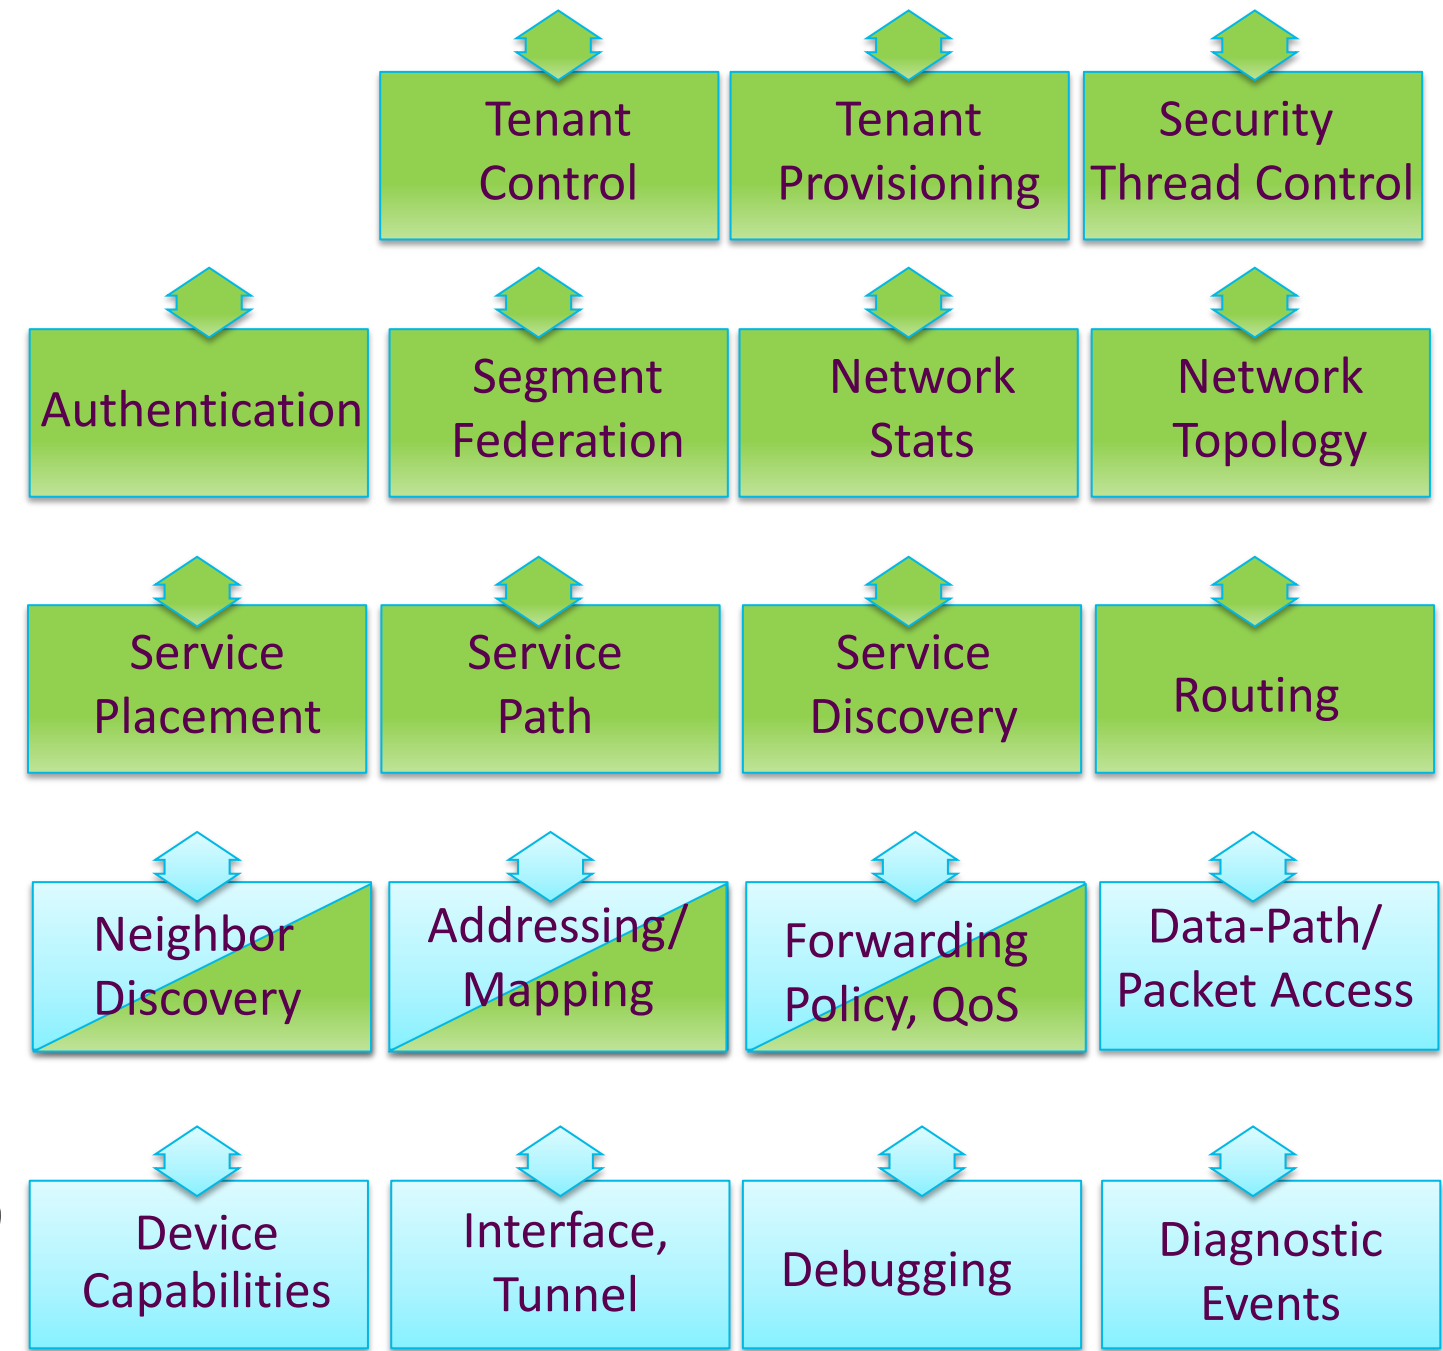 Tenant
Control
Tenant
Provisioning
Security
Thread Control
Authentication
Segment
Federation
Network
Stats
Network
Topology
Service
Placement
Service
Path
Service
Discovery
Routing
Neighbor
Discovery
Addressing/
Mapping
Forwarding
Policy, QoS
Data-Path/
Packet Access
Device
Capabilities
Interface,
Tunnel
Debugging
Diagnostic
Events